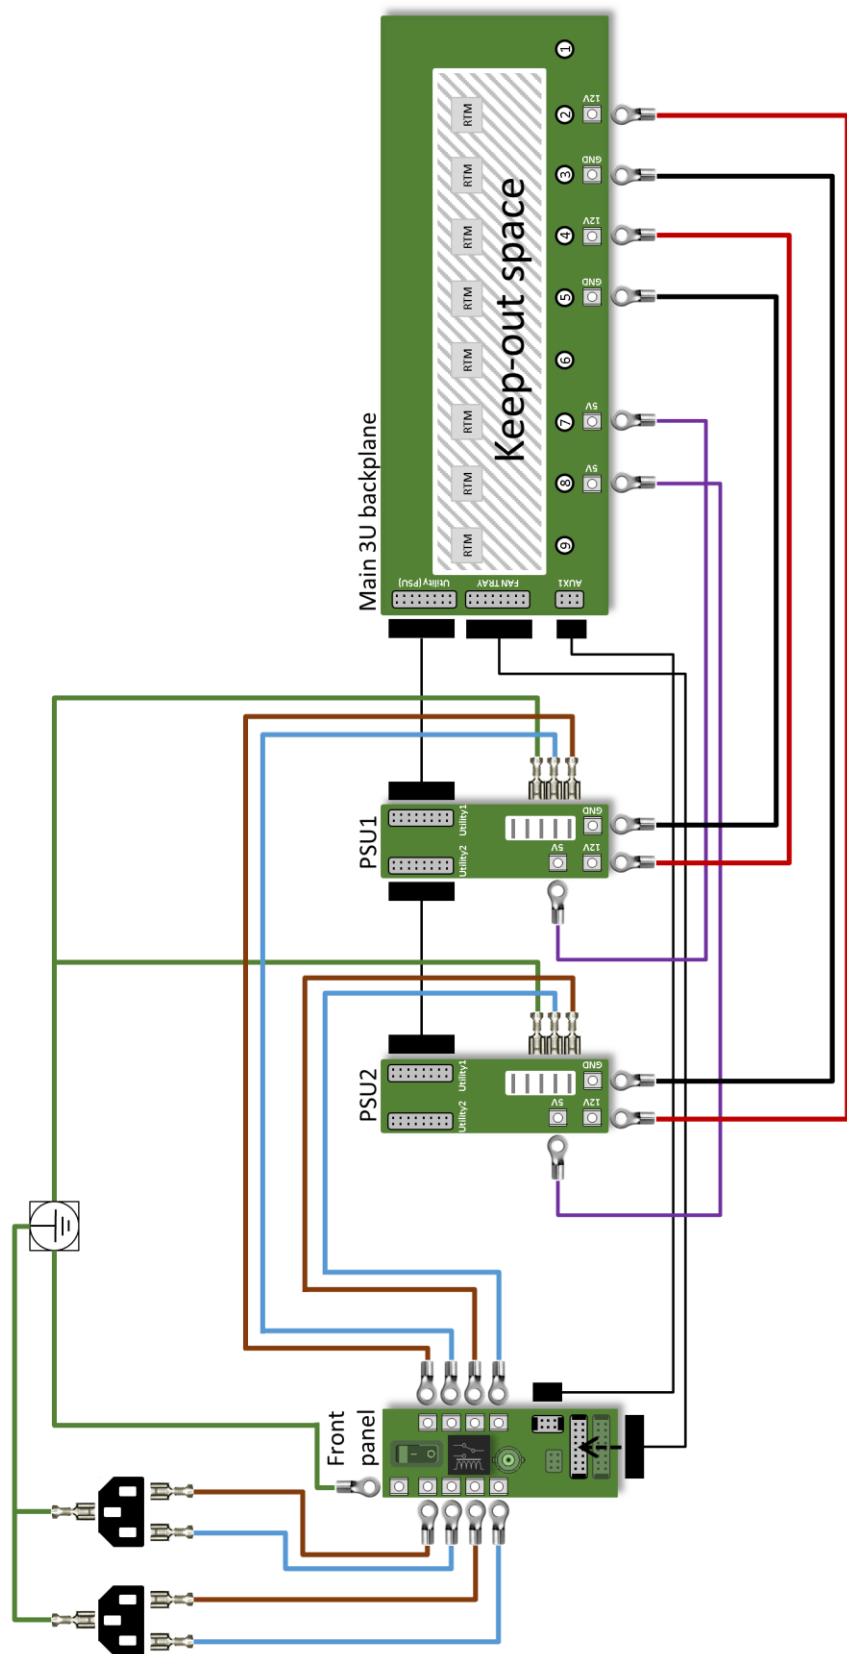 Main 3U backplane
Keep-out space
RTM
RTM
RTM
RTM
RTM
RTM
RTM
RTM
1
2
3
4
5
6
7
8
9
12V
GND
12V
GND
5V
5V
Utility (PSU)
FAN TRAY
AUX1
PSU1
Utility1
Utility2
GND
5V
12V
PSU2
Utility1
Utility2
GND
5V
12V
Front
panel